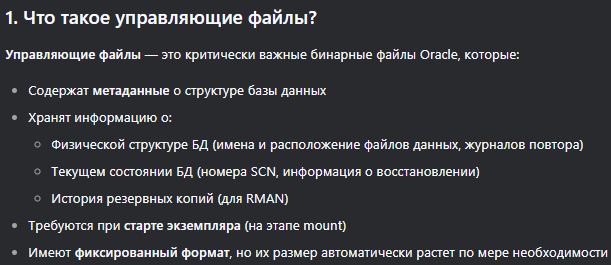 1. Что такое управляющие файлы?
Управляющие файлы — это критически важные бинарные файлы Oracle, которые:
Содержат метаданные о структуре базы данных
Хранят информацию о:
Физической структуре БД (имена и расположение файлов данных, журналов повтора)
Текущем состоянии БД (номера SCN, информация о восстановлении)
История резервных копий (для RMAN)
Требуются при старте экземпляра (на этапе mount)
Имеют фиксированный формат, но их размер автоматически растет по мере необходимости